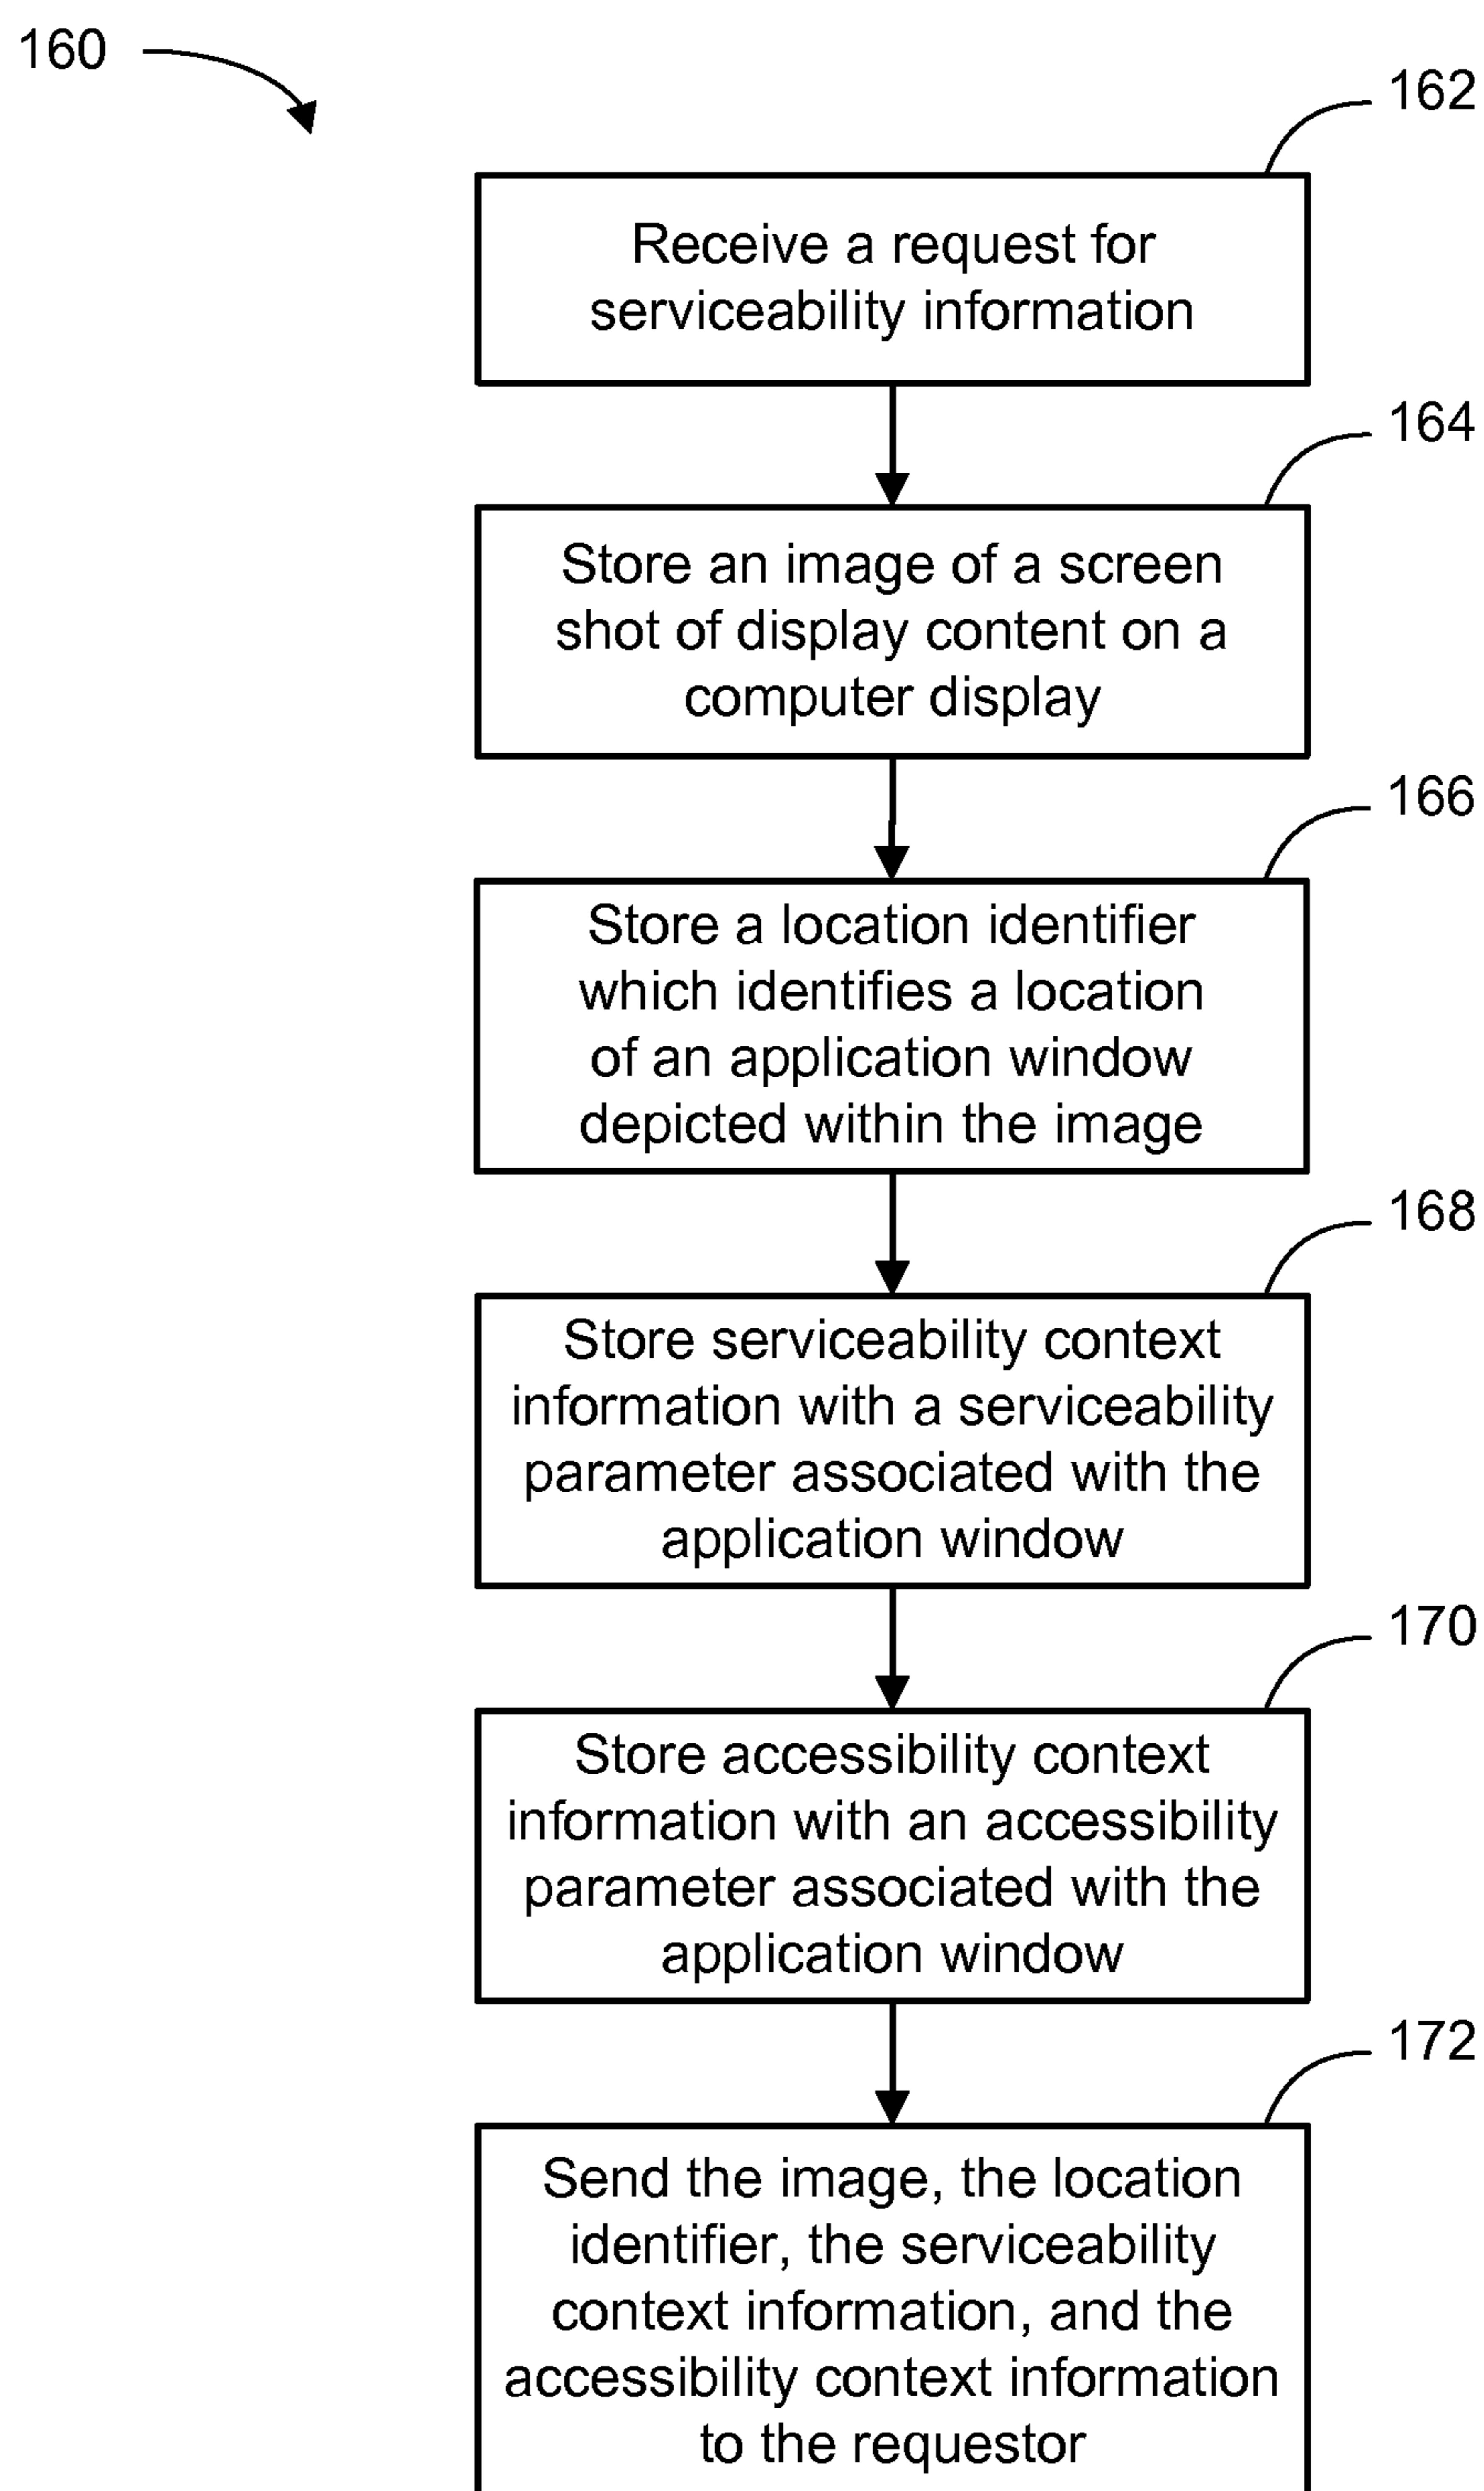 160
162
Receive a request for
serviceability information
164
Store an image of a screen
shot of display content on a
computer display
166
Store a location identifier
which identifies a location
of an application window
depicted within the image
168
Store serviceability context
information with a serviceability
parameter associated with the
application window
170
Store accessibility context
information with an accessibility
parameter associated with the
application window
172
Send the image, the location
identifier, the serviceability
context information, and the
accessibility context information
to the requestor